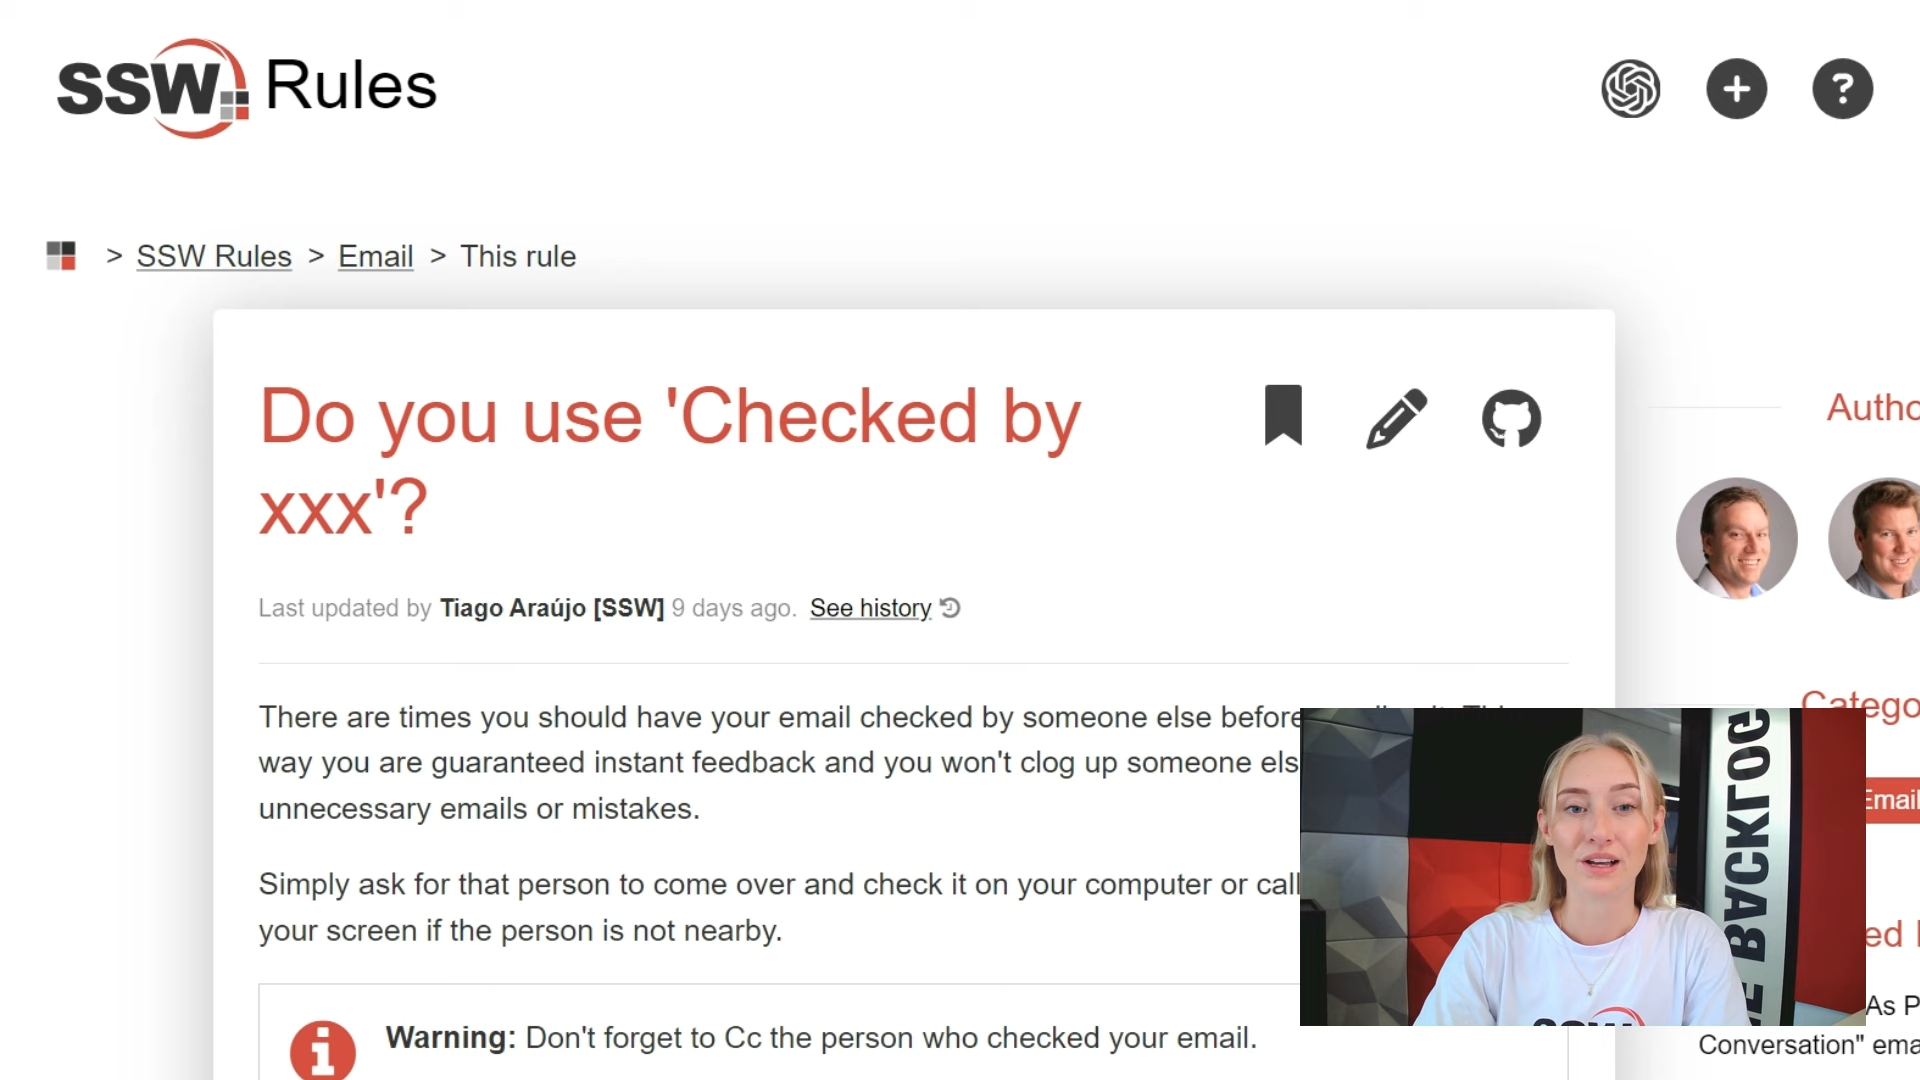 SSW Rules
> SSW Rules > Email > This rule
Do you use 'Checked by
xxx'?
Last updated by Tiago Araújo [SSW] 9 days ago. See history
There are times you should have your email checked by someone else before
way you are guaranteed instant feedback and you won't clog up someone els
unnecessary emails or mistakes.
Simply ask for that person to come over and check it on your computer or call
your screen if the person is not nearby.
Warning: Don't forget to Cc the person who checked your email.
Autho
Catego
Email
ed
As P
Conversation" ema
BACKLOG
SSW